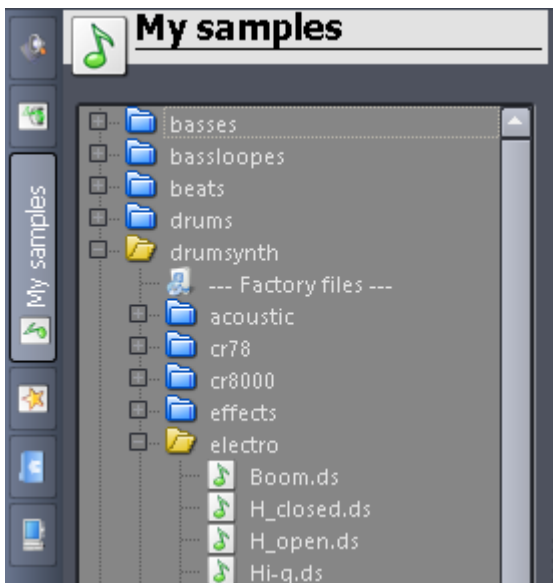 My samples
My samples
basses
bassloopes
beats
drums
drumsynth
--- Factory files ---
acoustic
cr78
cr8000
effects
electro
Boom.ds
H_closed.ds
H_open.ds
Hi-q.ds